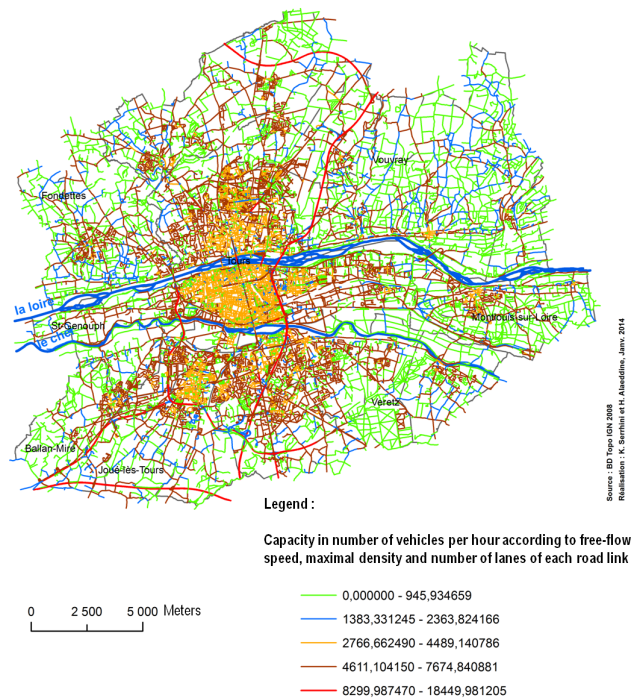 Vouvray
Fondettes
Tours
la loire
St-Genouph
le cher
Montlouis-sur-Loire
Veretz
Ballan-Miré
Joué-lès-Tours
Source : BD Topo IGN 2008
Réalisation : K. Serrhini et H. Alaeddine, Janv. 2014
Legend :
Capacity in number of vehicles per hour according to free-flow
speed, maximal density and number of lanes of each road link
0 2 500 5 000 Meters
0,000000 - 945,934659
1383,331245 - 2363,824166
2766,662490 - 4489,140786
4611,104150 - 7674,840881
8299,987470 - 18449,981205